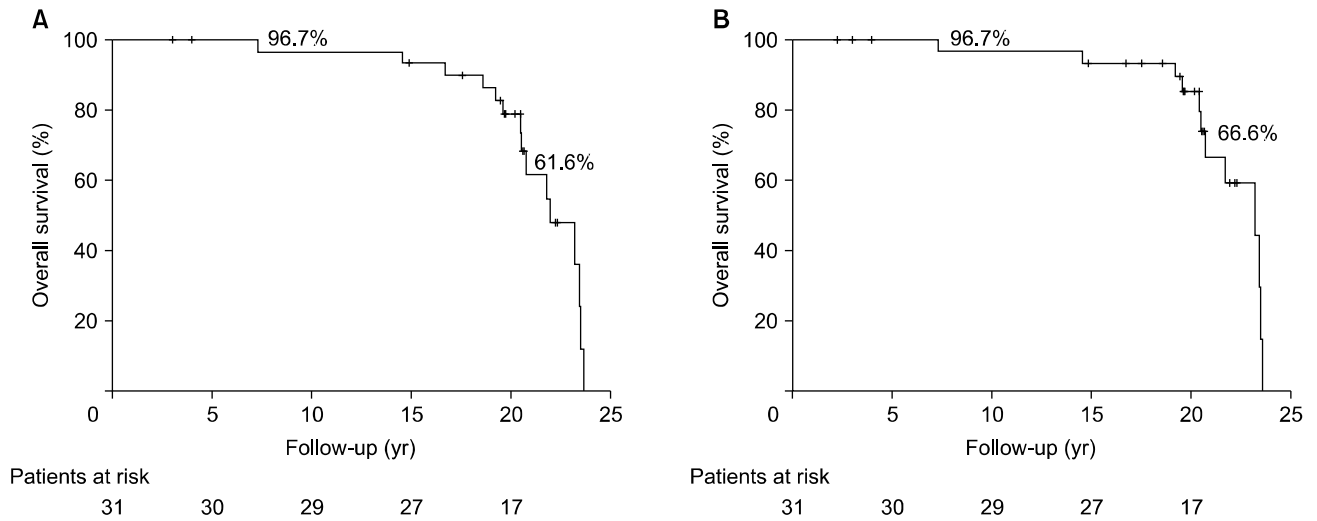 A
96.7%
61.6%
Overall survival (%)
100
80
60
40
20
0 5 10 15 20 25
Follow-up (yr)
Patients at risk
31 30 29 27 17
B
96.7%
66.6%
Overall survival (%)
100
80
60
40
20
0 5 10 15 20 25
Follow-up (yr)
Patients at risk
31 30 29 27 17